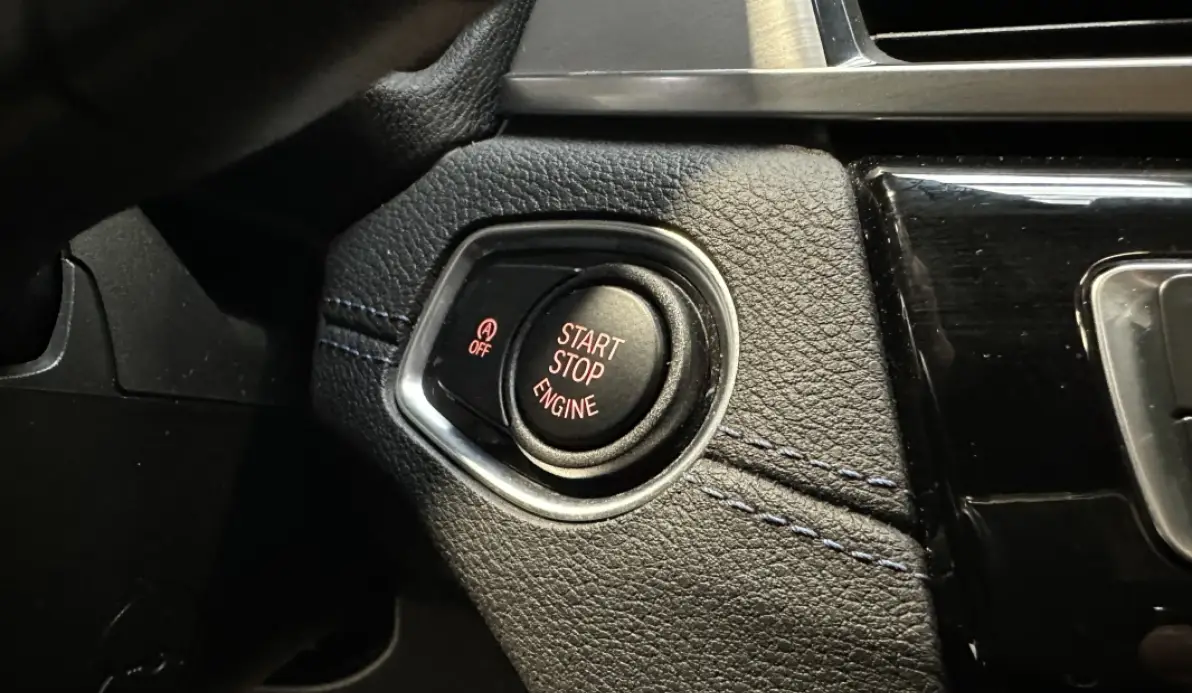 A
OFF
START
STOP
ENGINE